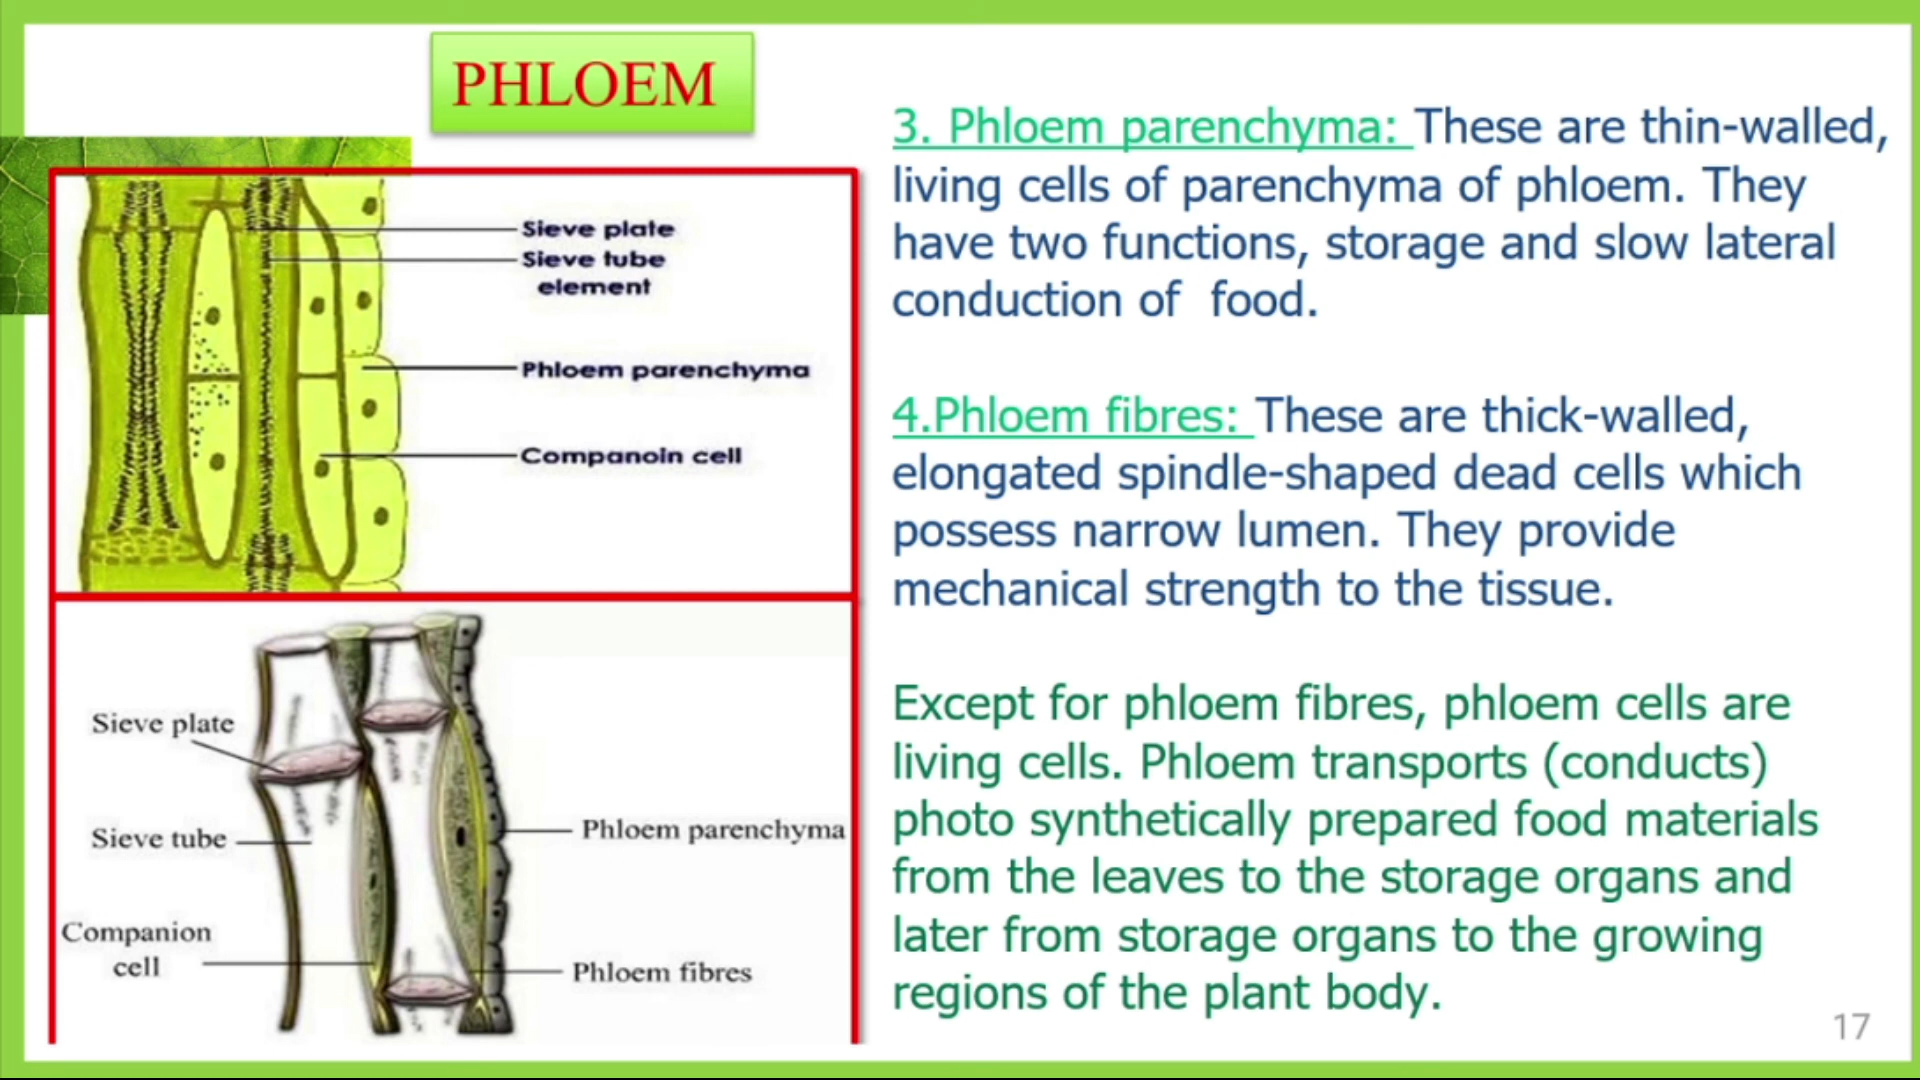 PHLOEM
Sieve plate
Sieve tube
element
Phloem parenchyma
Companoin cell
Sieve plate
Sieve tube
Companion
cell
Phloem parenchyma
Phloem fibres
3. Phloem parenchyma: These are thin-walled,
living cells of parenchyma of phloem. They
have two functions, storage and slow lateral
conduction of food.
4.Phloem fibres: These are thick-walled,
elongated spindle-shaped dead cells which
possess narrow lumen. They provide
mechanical strength to the tissue.
Except for phloem fibres, phloem cells are
living cells. Phloem transports (conducts)
photo synthetically prepared food materials
from the leaves to the storage organs and
later from storage organs to the growing
regions of the plant body.
17